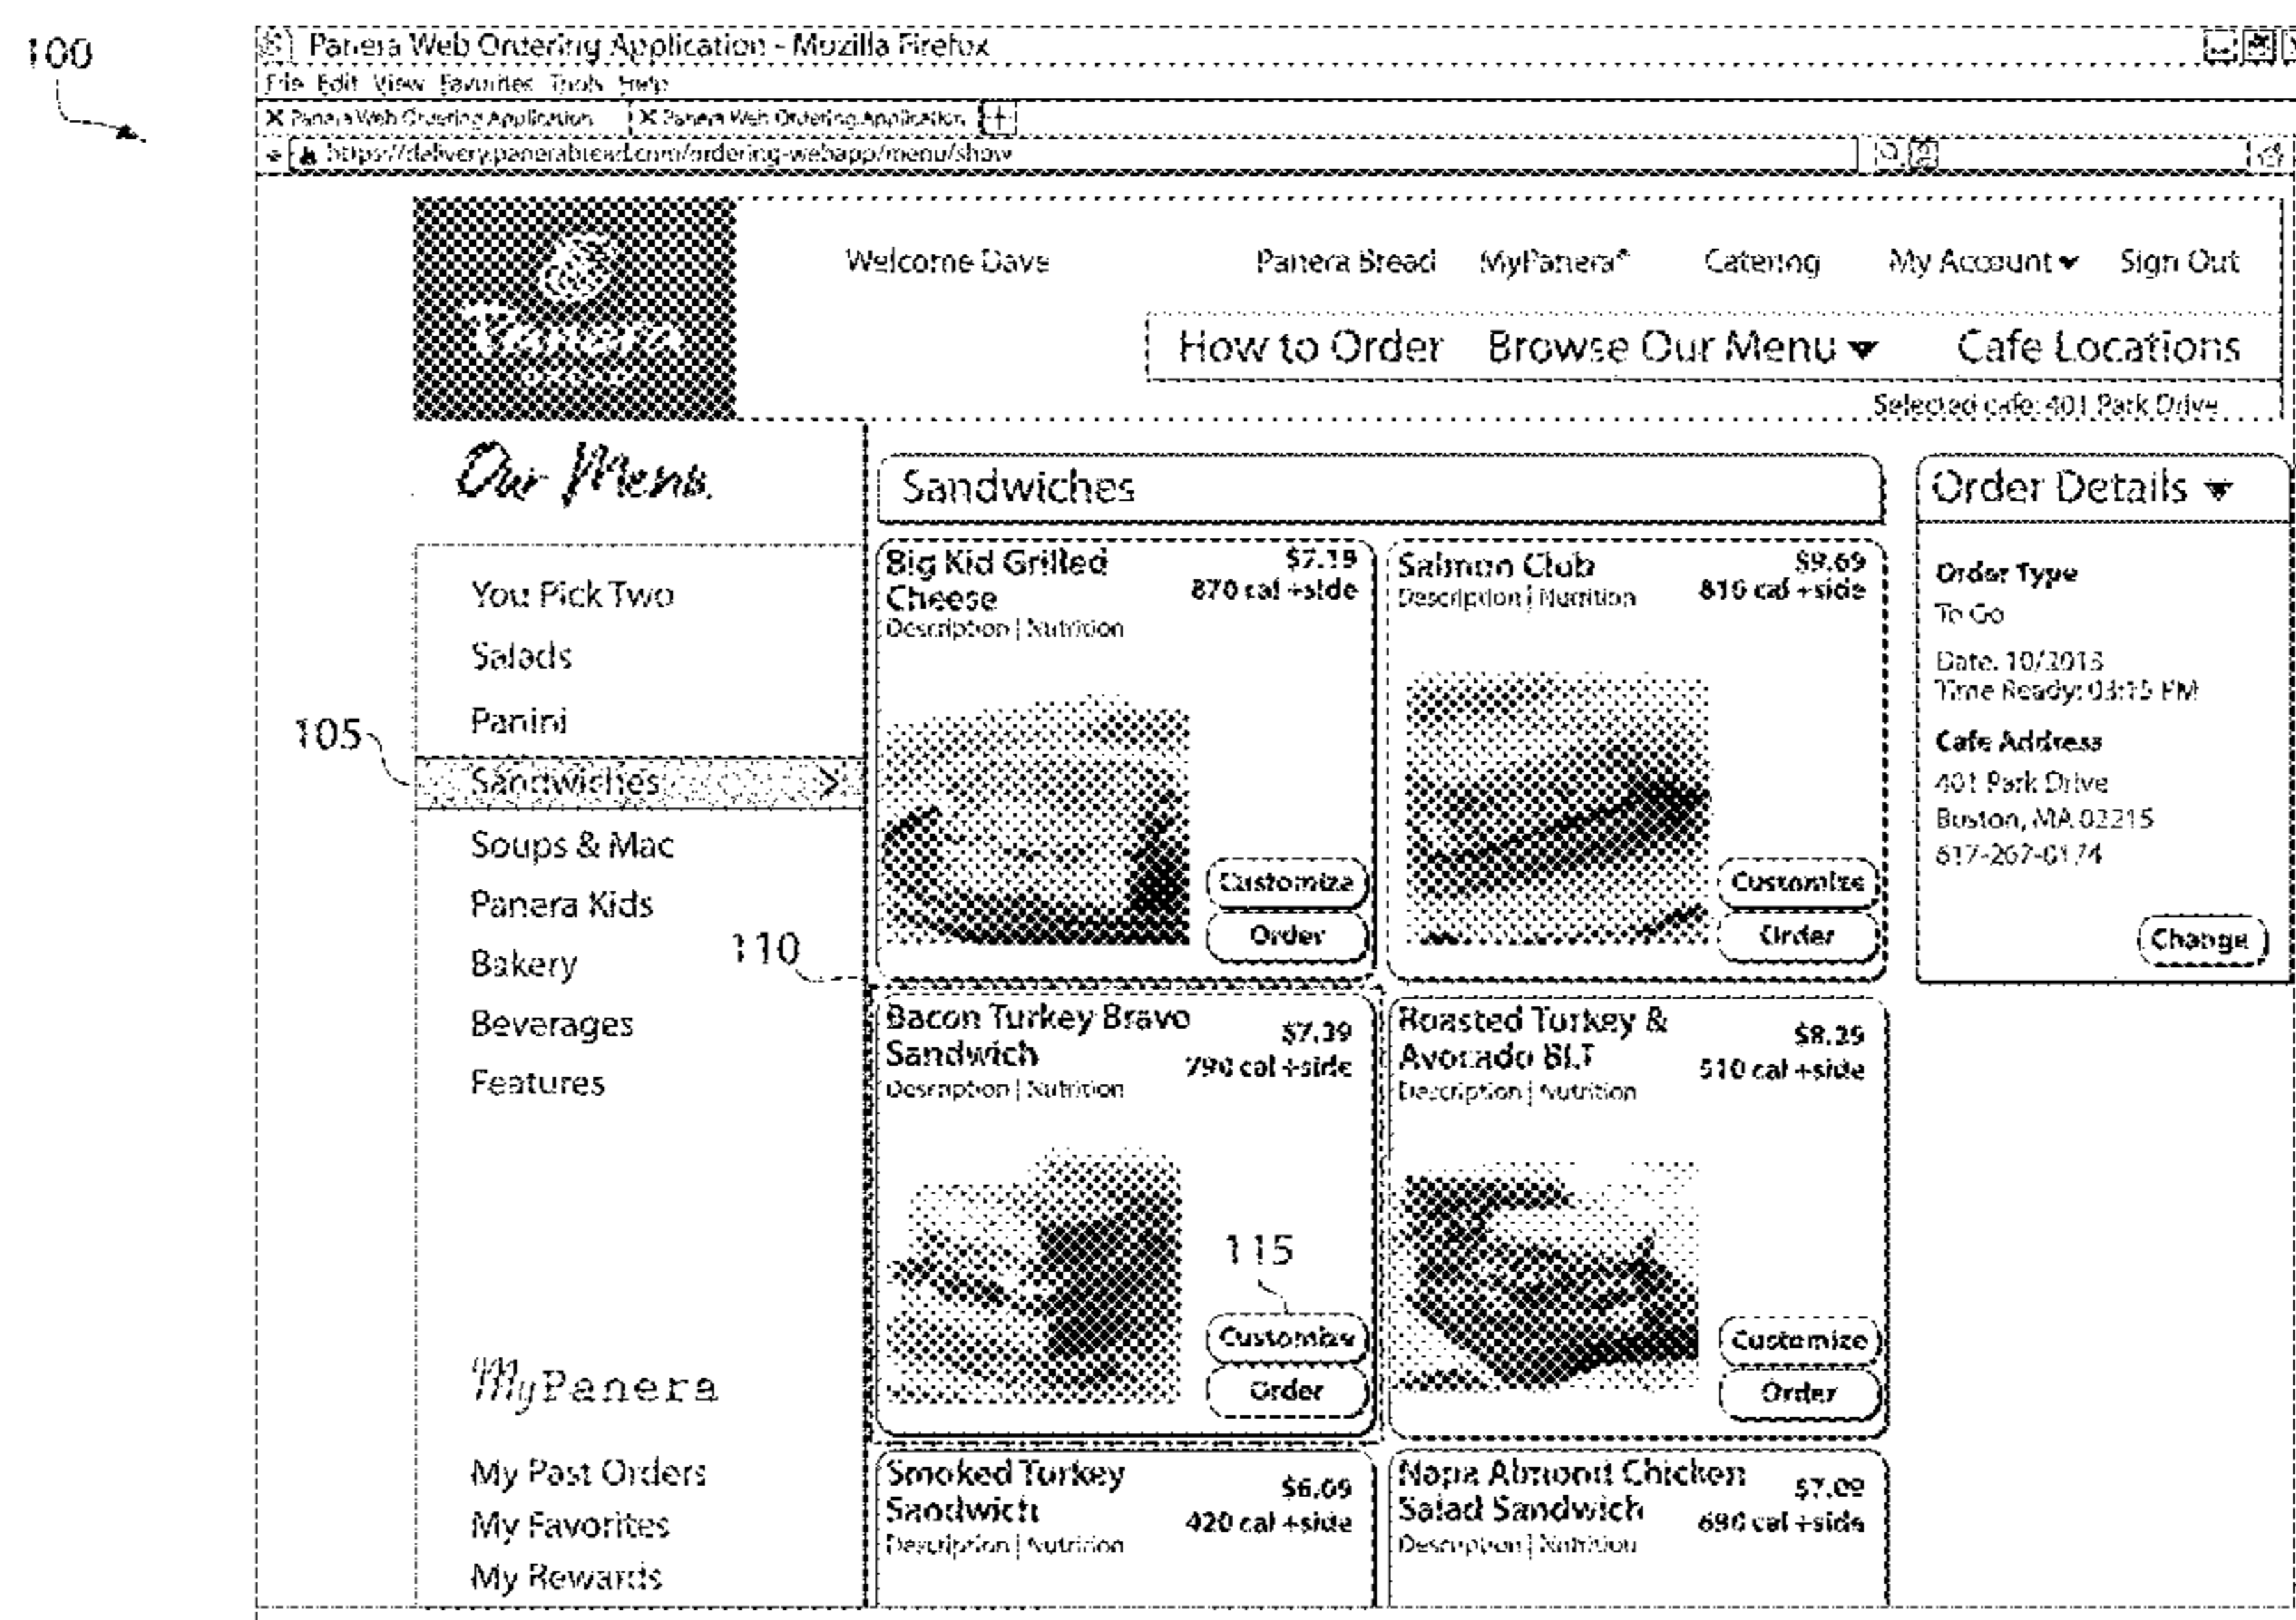 100
Panera Web Ordering Application - Mozilla Firefox
File Edit View Favorites Tools Help
X Panera Web Ordering Application X Panera Web Ordering Application +
https://delivery.panerabread.com/ordering-webapp/menu/show
Panera
BREAD
Welcome Dave Panera Bread MyPanera® Catering My Account Sign Out
How to Order Browse Our Menu Cafe Locations
Selected cafe: 401 Park Drive
Our Menu
You Pick Two
Salads
Panini
105
Sandwiches >
Soups & Mac
Panera Kids
Bakery
Beverages
Features
MyPanera
My Past Orders
My Favorites
My Rewards
Sandwiches
Big Kid Grilled Cheese
$7.19
870 cal +side
Description | Nutrition
Customize
Order
Salmon Club
$9.69
810 cal +side
Description | Nutrition
Customize
Order
110
Bacon Turkey Bravo
Sandwich
$7.39
790 cal +side
Description | Nutrition
115
Customize
Order
Roasted Turkey &
Avocado BLT
$8.29
510 cal +side
Description | Nutrition
Customize
Order
Smoked Turkey
Sandwich
$6.09
420 cal +side
Description | Nutrition
Napa Almond Chicken
Salad Sandwich
$7.09
690 cal +side
Description | Nutrition
Order Details
Order Type
To Go
Date: 10/2013
Time Ready: 03:15 PM
Cafe Address
401 Park Drive
Boston, MA 02215
617-267-0174
Change